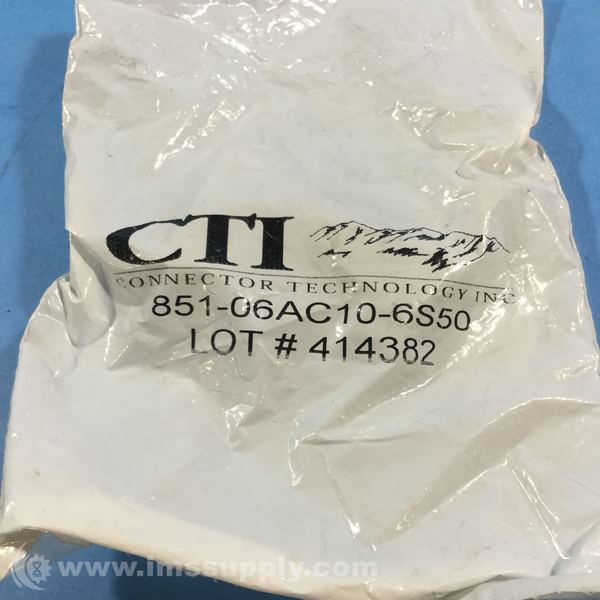 CTI
CONNECTOR TECHNOLOGY INC
851-06AC10-6S50
LOT # 414382
www.imssupply.com